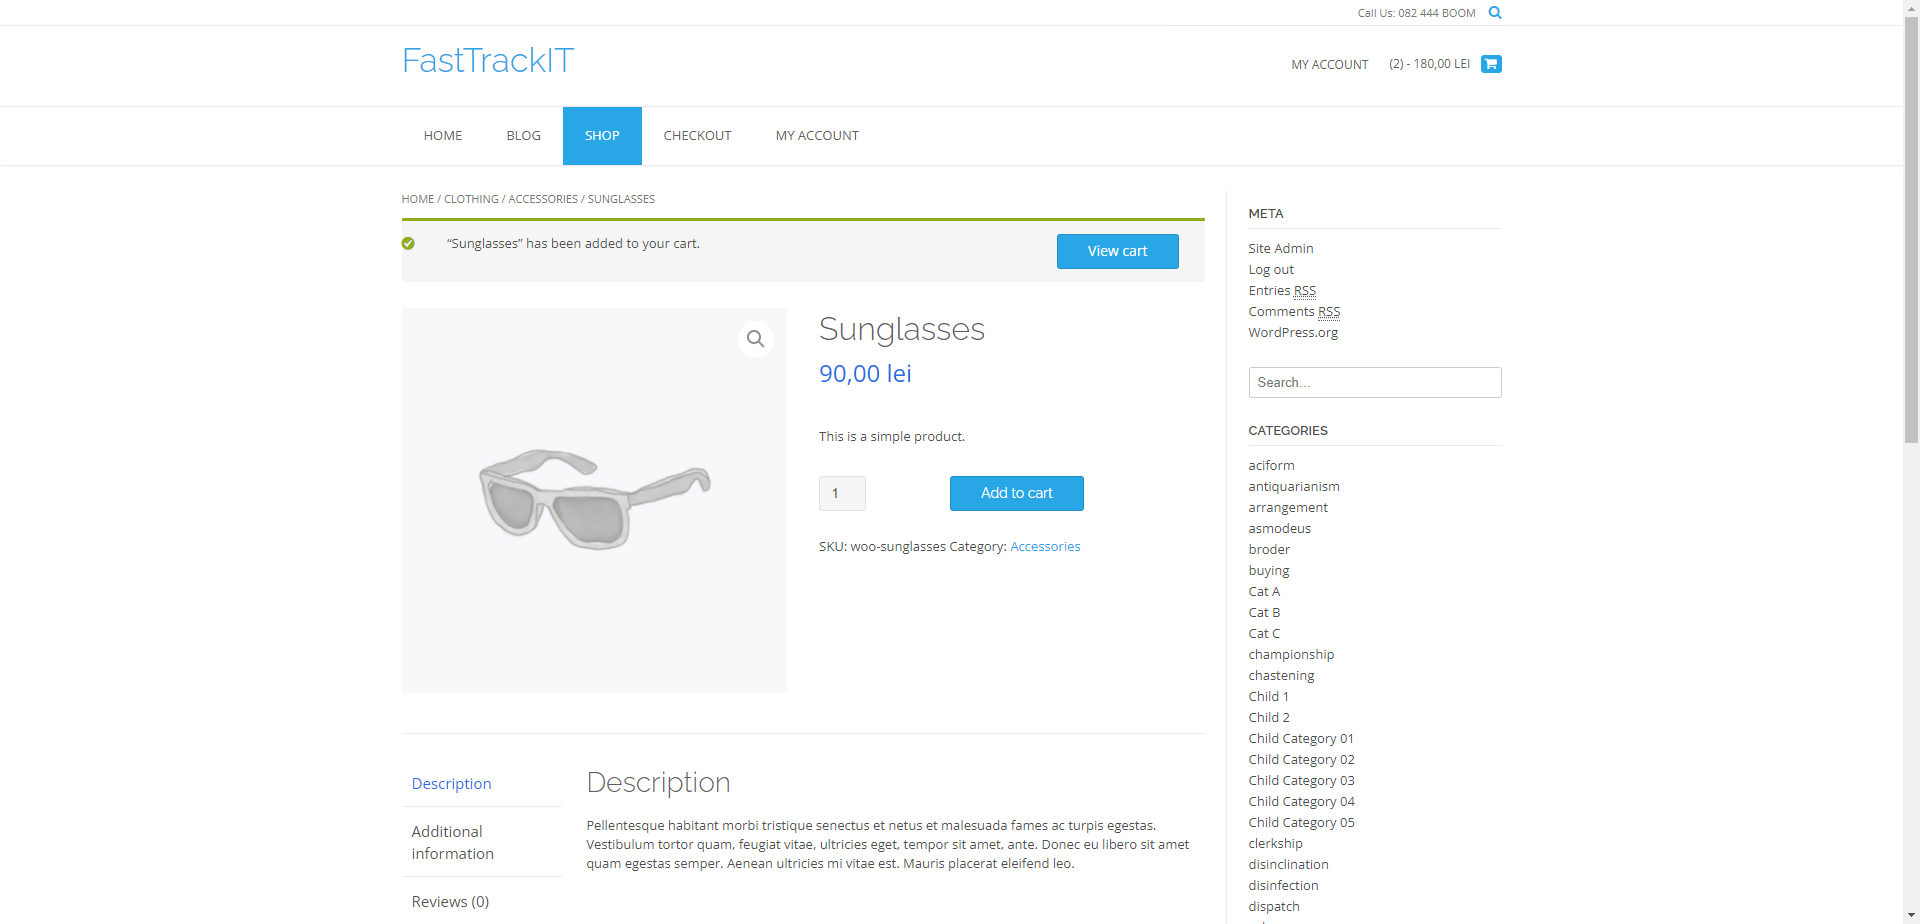 Call Us: 082 444 BOOM
FastTrackIT
MY ACCOUNT (2) - 180,00 LEI
HOME BLOG SHOP CHECKOUT MY ACCOUNT
HOME / CLOTHING / ACCESSORIES / SUNGLASSES
“Sunglasses” has been added to your cart.
View cart
Sunglasses
90,00 lei
This is a simple product.
1
Add to cart
SKU: woo-sunglasses Category: Accessories
Description
Additional
information
Reviews (0)
Description
Pellentesque habitant morbi tristique senectus et netus et malesuada fames ac turpis egestas.
Vestibulum tortor quam, feugiat vitae, ultricies eget, tempor sit amet, ante. Donec eu libero sit amet
quam egestas semper. Aenean ultricies mi vitae est. Mauris placerat eleifend leo.
META
Site Admin
Log out
Entries RSS
Comments RSS
WordPress.org
Search…
CATEGORIES
aciform
antiquarianism
arrangement
asmodeus
broder
buying
Cat A
Cat B
Cat C
championship
chastening
Child 1
Child 2
Child Category 01
Child Category 02
Child Category 03
Child Category 04
Child Category 05
clerkship
disinclination
disinfection
dispatch